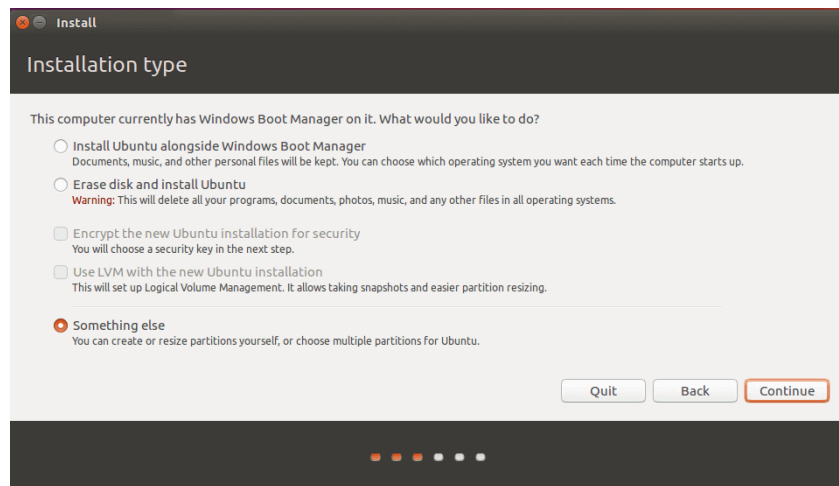 Install
Installation type
This computer currently has Windows Boot Manager on it. What would you like to do?
Install Ubuntu alongside Windows Boot Manager
Documents, music, and other personal files will be kept. You can choose which operating system you want each time the computer starts up.
Erase disk and install Ubuntu
Warning: This will delete all your programs, documents, photos, music, and any other files in all operating systems.
Encrypt the new Ubuntu installation for security
You will choose a security key in the next step.
Use LVM with the new Ubuntu installation
This will set up Logical Volume Management. It allows taking snapshots and easier partition resizing.
Something else
You can create or resize partitions yourself, or choose multiple partitions for Ubuntu.
Quit Back Continue